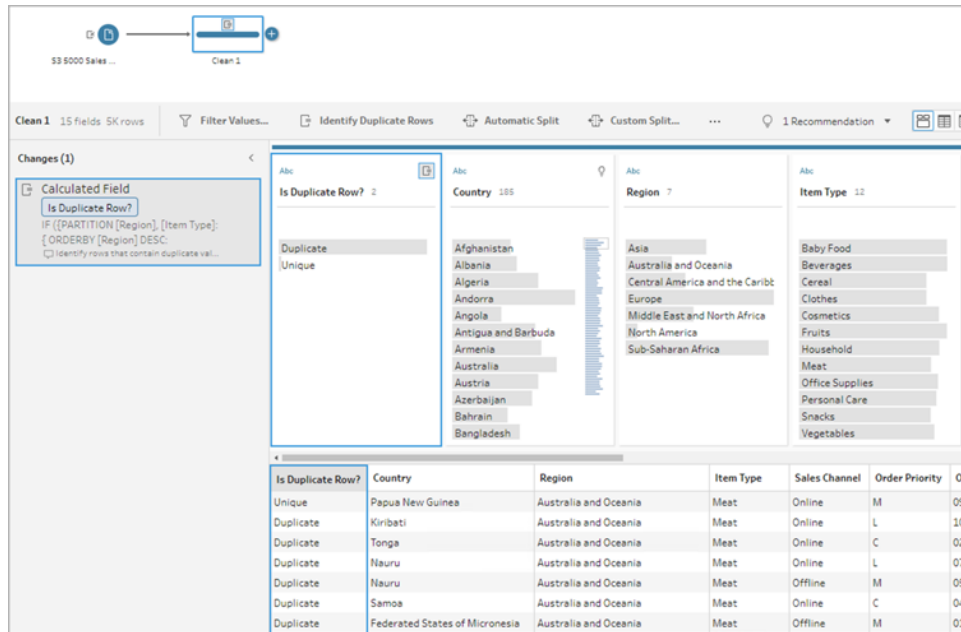 S3 5000 Sales ...
Clean 1
Clean 1 15 fields 5K rows Filter Values... Identify Duplicate Rows Automatic Split Custom Split... ... 1 Recommendation
Changes (1)
Calculated Field
Is Duplicate Row?
IF ({PARTITION [Region], [Item Type]:
{ ORDERBY [Region] DESC:
Identify rows that contain duplicate val...
Abc
Is Duplicate Row? 2
Duplicate
Unique
Abc
Country 185
Afghanistan
Albania
Algeria
Andorra
Angola
Antigua and Barbuda
Armenia
Australia
Austria
Azerbaijan
Bahrain
Bangladesh
Abc
Region 7
Asia
Australia and Oceania
Central America and the Caribb
Europe
Middle East and North Africa
North America
Sub-Saharan Africa
Abc
Item Type 12
Baby Food
Beverages
Cereal
Clothes
Cosmetics
Fruits
Household
Meat
Office Supplies
Personal Care
Snacks
Vegetables
Is Duplicate Row? Country Region Item Type Sales Channel Order Priority
Unique Papua New Guinea Australia and Oceania Meat Online M
Duplicate Kiribati Australia and Oceania Meat Online L
Duplicate Tonga Australia and Oceania Meat Online C
Duplicate Nauru Australia and Oceania Meat Online L
Duplicate Nauru Australia and Oceania Meat Offline M
Duplicate Samoa Australia and Oceania Meat Online C
Duplicate Federated States of Micronesia Australia and Oceania Meat Offline M